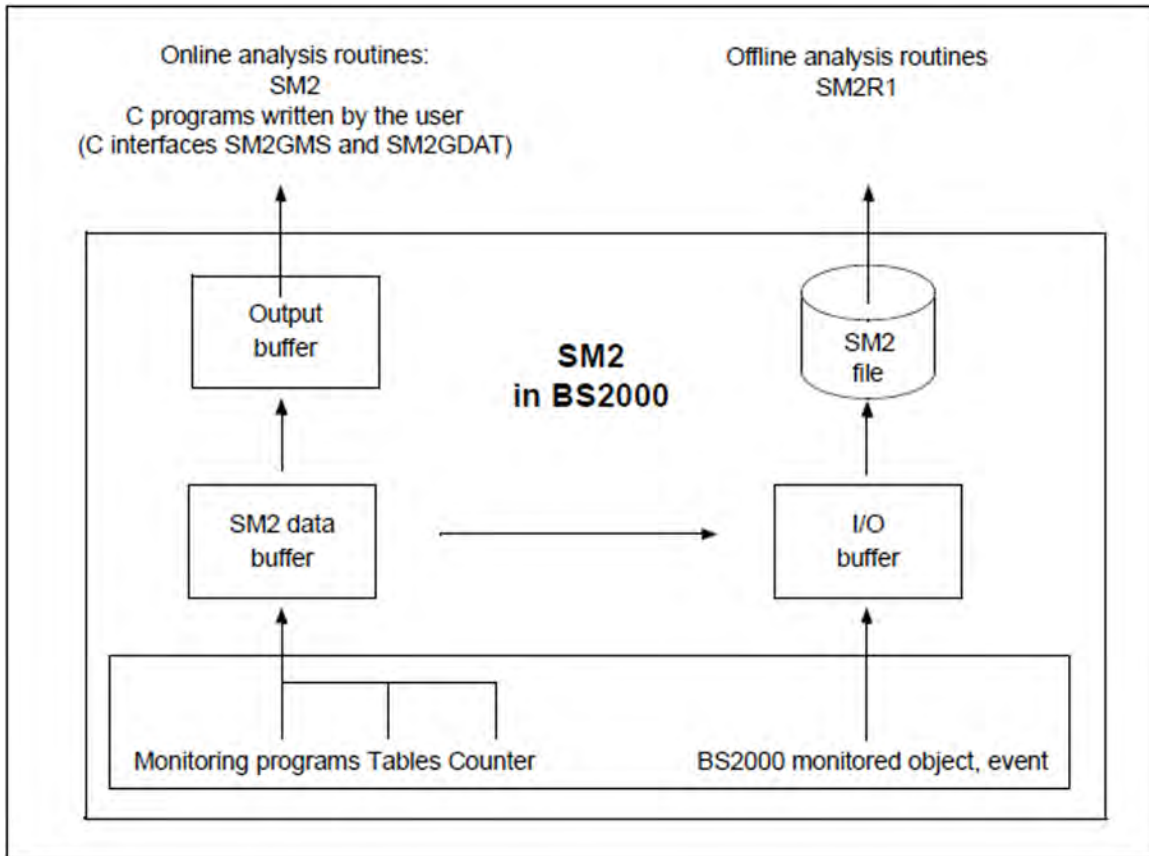 Online analysis routines:
SM2
C programs written by the user
(C interfaces SM2GMS and SM2GDAT)
Offline analysis routines
SM2R1
Output
buffer
SM2
in BS2000
SM2
file
SM2 data
buffer
I/O
buffer
Monitoring programs Tables Counter
BS2000 monitored object, event